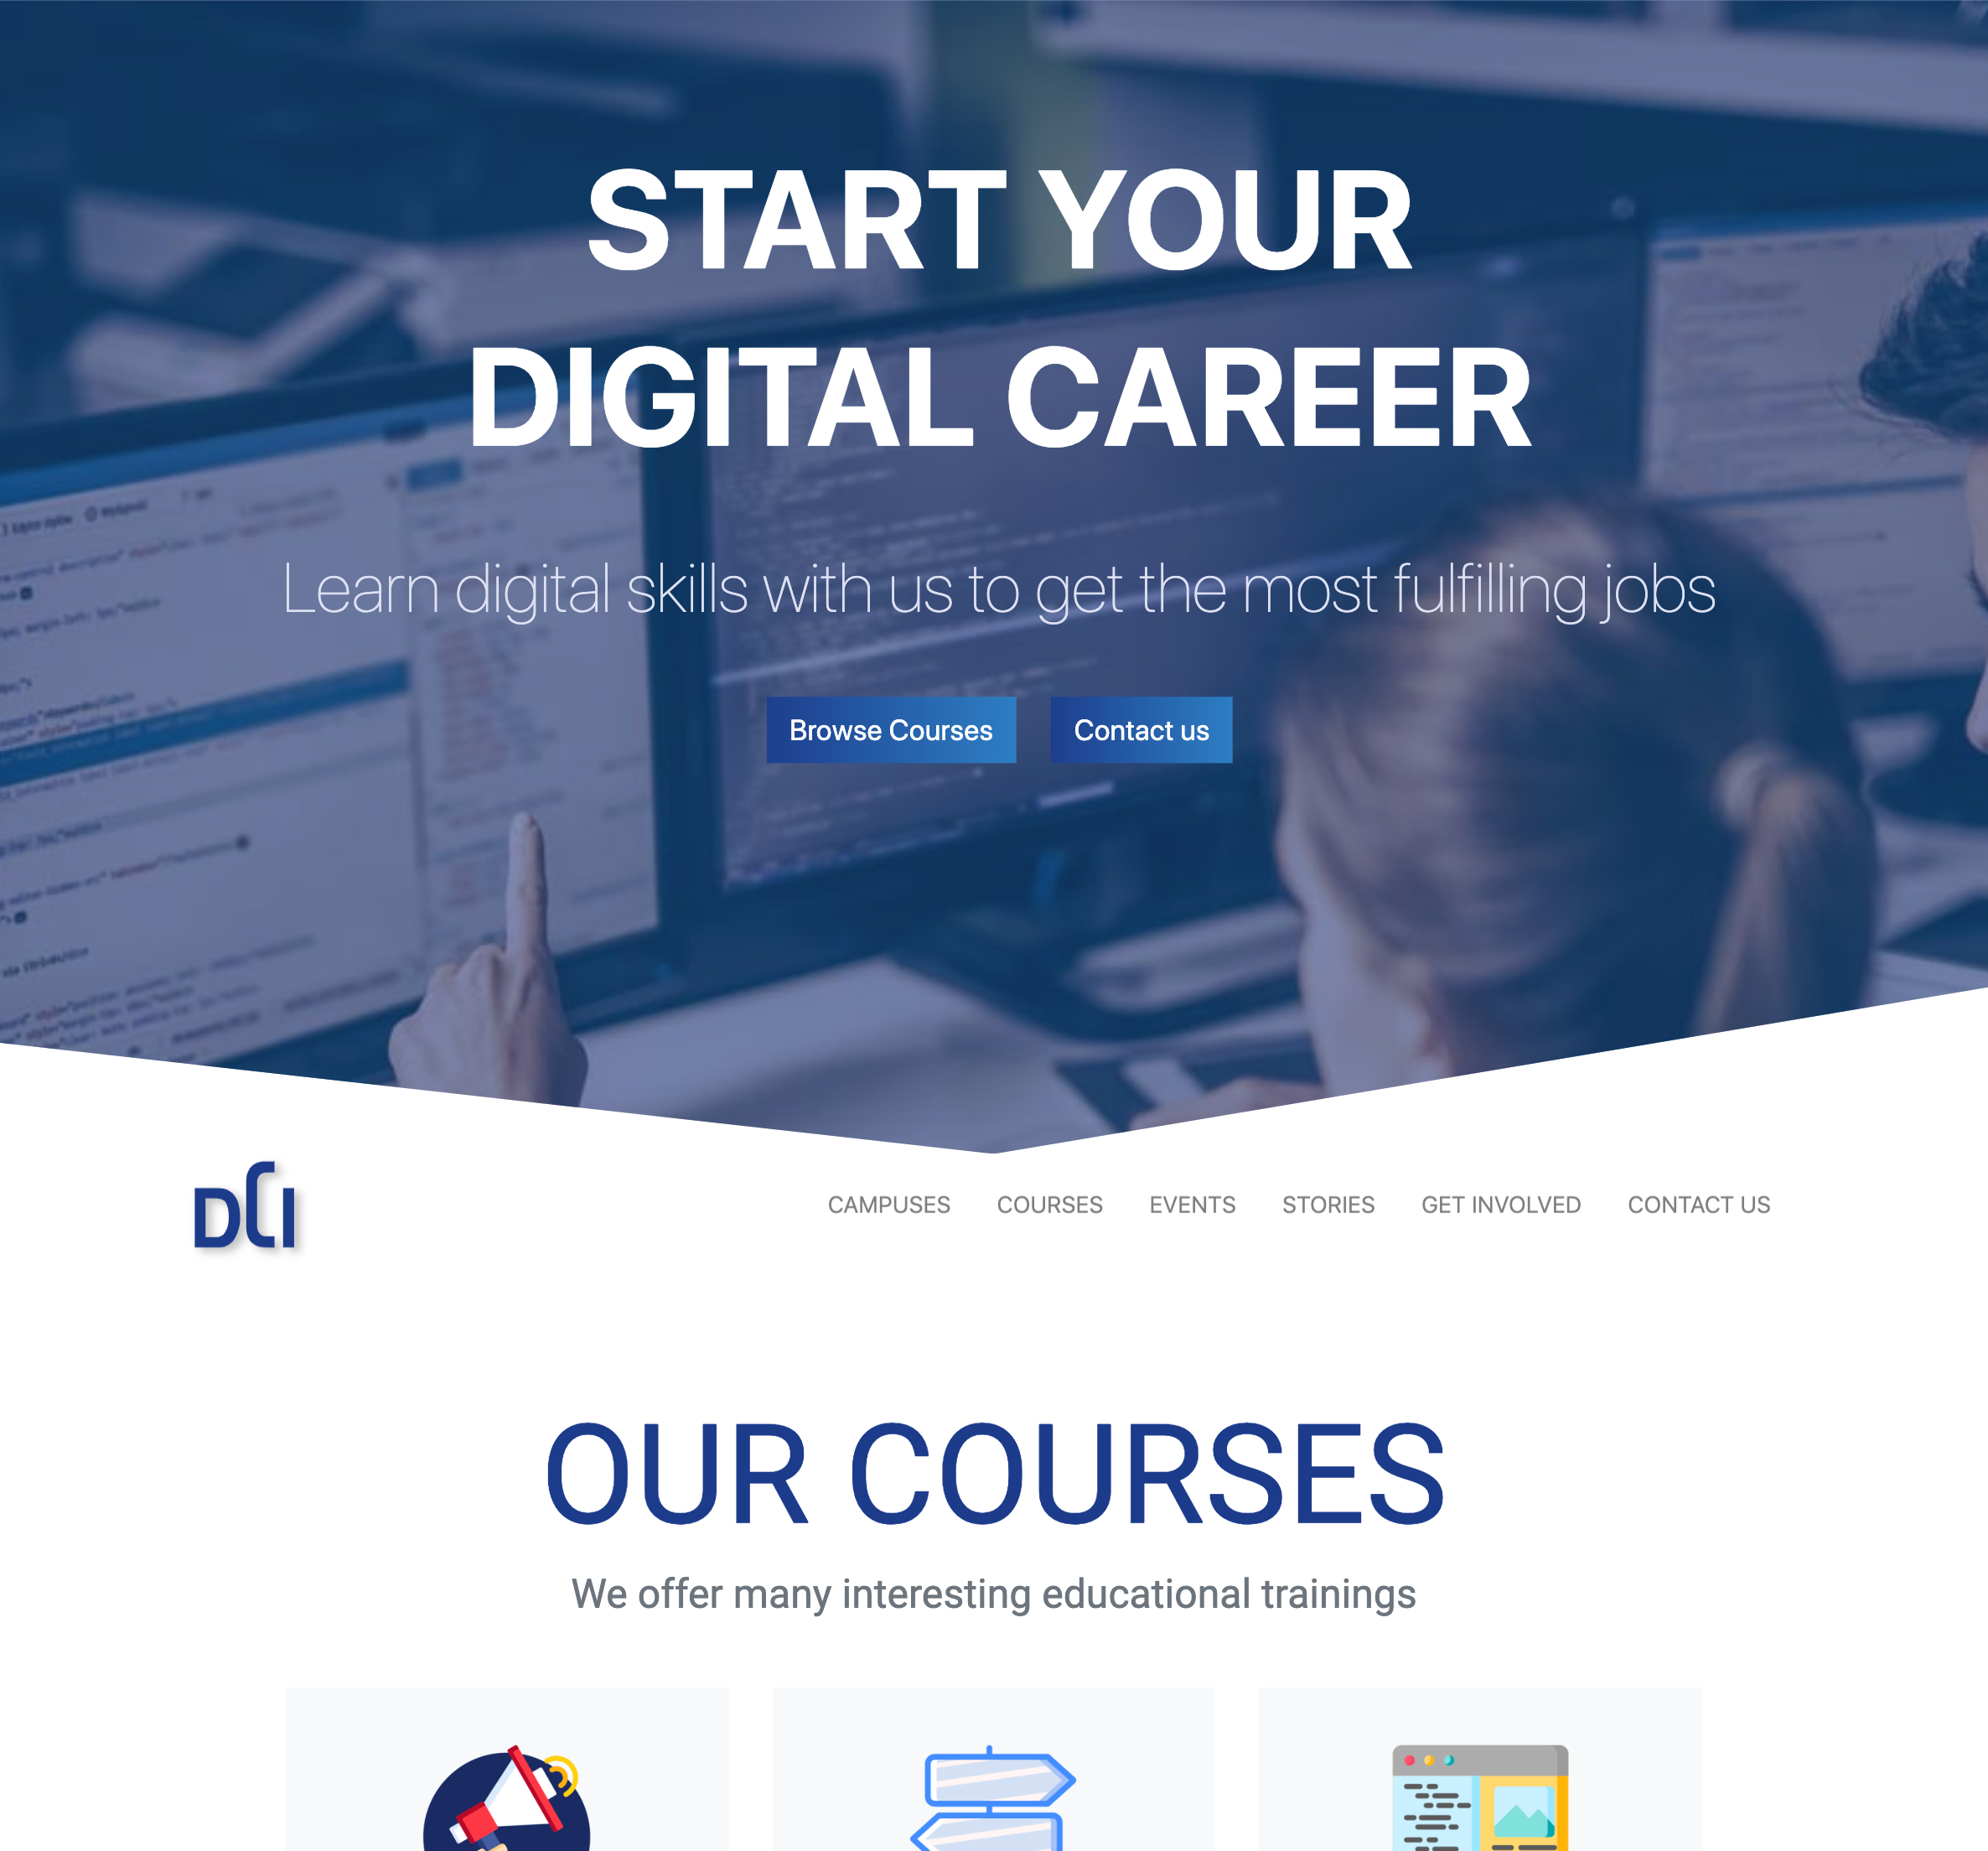 START YOUR
DIGITAL CAREER
Learn digital skills with us to get the most fulfilling jobs
Browse Courses
Contact us
DCI
CAMPUSES
COURSES
EVENTS
STORIES
GET INVOLVED
CONTACT US
OUR COURSES
We offer many interesting educational trainings